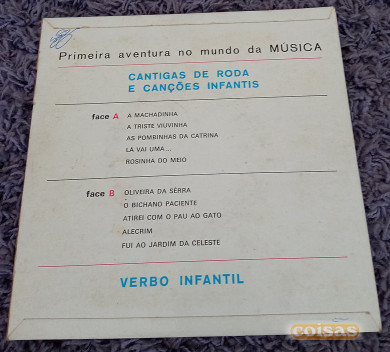 Primeira aventura no mundo da MÚSICA
CANTIGAS DE RODA
E CANÇÕES INFANTIS
face A
A MACHADINHA
A TRISTE VIUVINHA
AS POMBINHAS DA CATRINA
LÁ VAI UMA...
ROSINHA DO MEIO
face B
OLIVEIRA DA SERRA
O BICHANO PACIENTE
ATIREI COM O PAU AO GATO
ALECRIM
FUI AO JARDIM DA CELESTE
VERBO INFANTIL
coisas